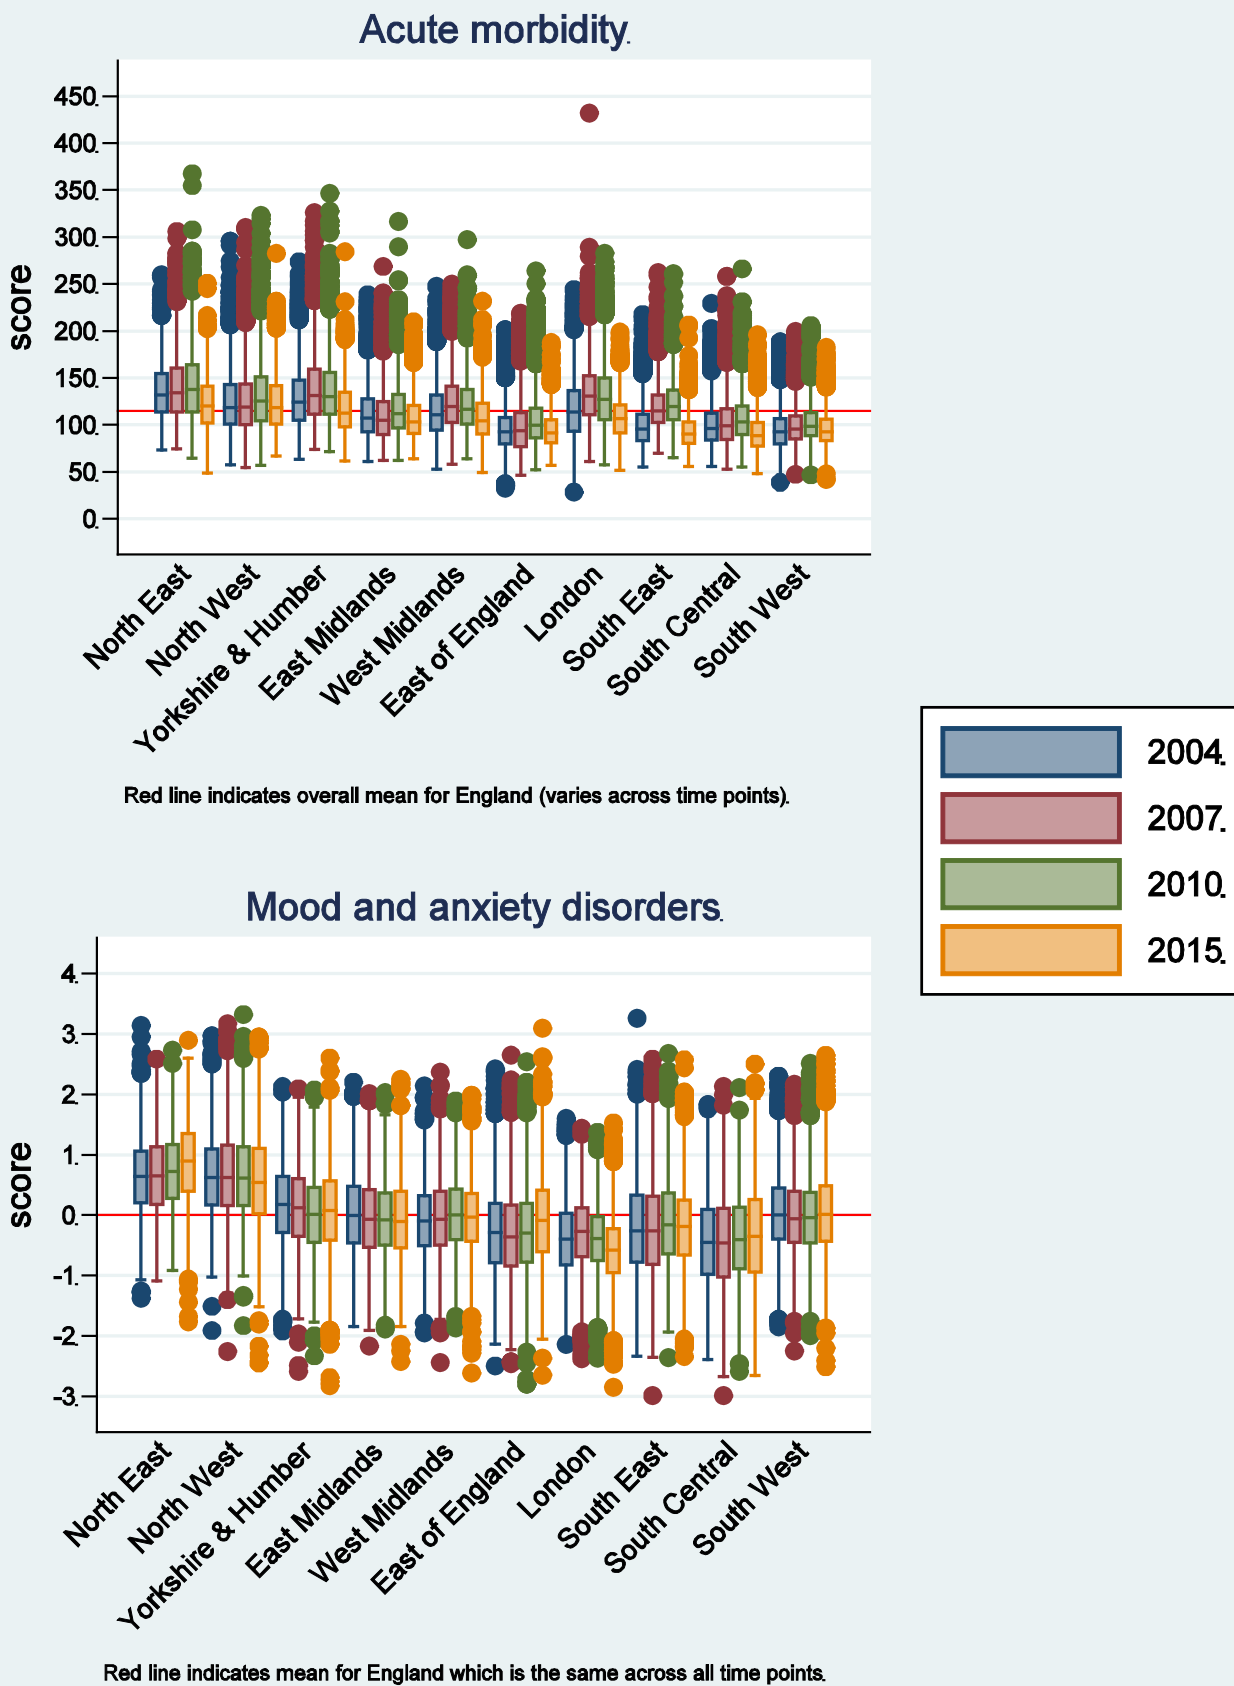 Acute morbidity.
score
450.
400.
350.
300.
250.
200.
150.
100.
50.
0.
North East
North West
Yorkshire & Humber
East Midlands
West Midlands
East of England
London
South East
South Central
South West
Red line indicates overall mean for England (varies across time points).
2004.
2007.
2010.
2015.
Mood and anxiety disorders.
score
4.
3.
2.
1.
0.
-1.
-2.
-3.
North East
North West
Yorkshire & Humber
East Midlands
West Midlands
East of England
London
South East
South Central
South West
Red line indicates mean for England which is the same across all time points.